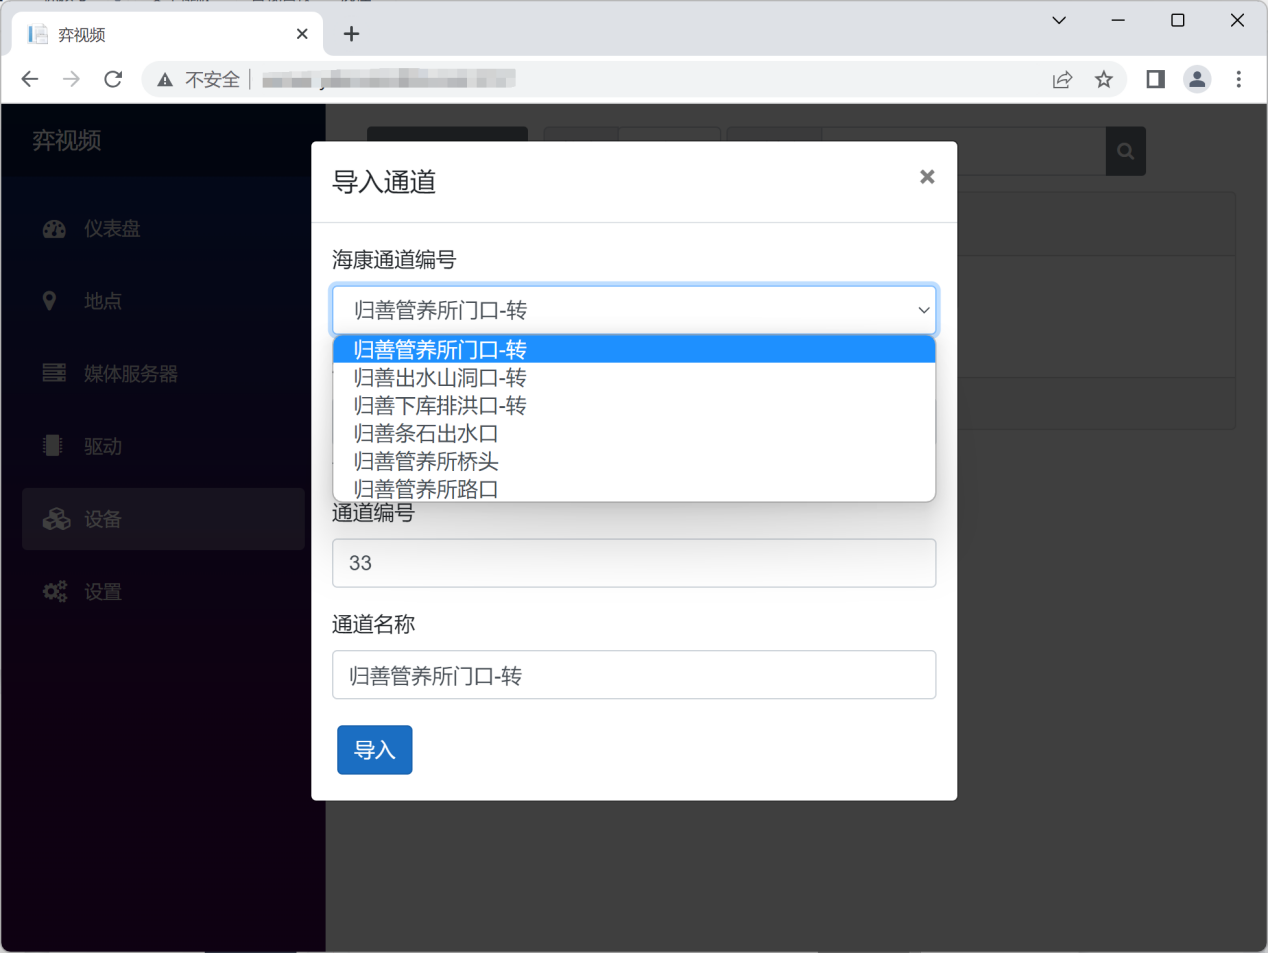 弈视频
不安全
弈视频
仪表盘
地点
媒体服务器
驱动
设备
设置
导入通道
海康通道编号
归善管养所门口-转
归善管养所门口-转
归善出水山洞口-转
归善下库排洪口-转
归善条石出水口
归善管养所桥头
归善管养所路口
通道编号
33
通道名称
归善管养所门口-转
导入